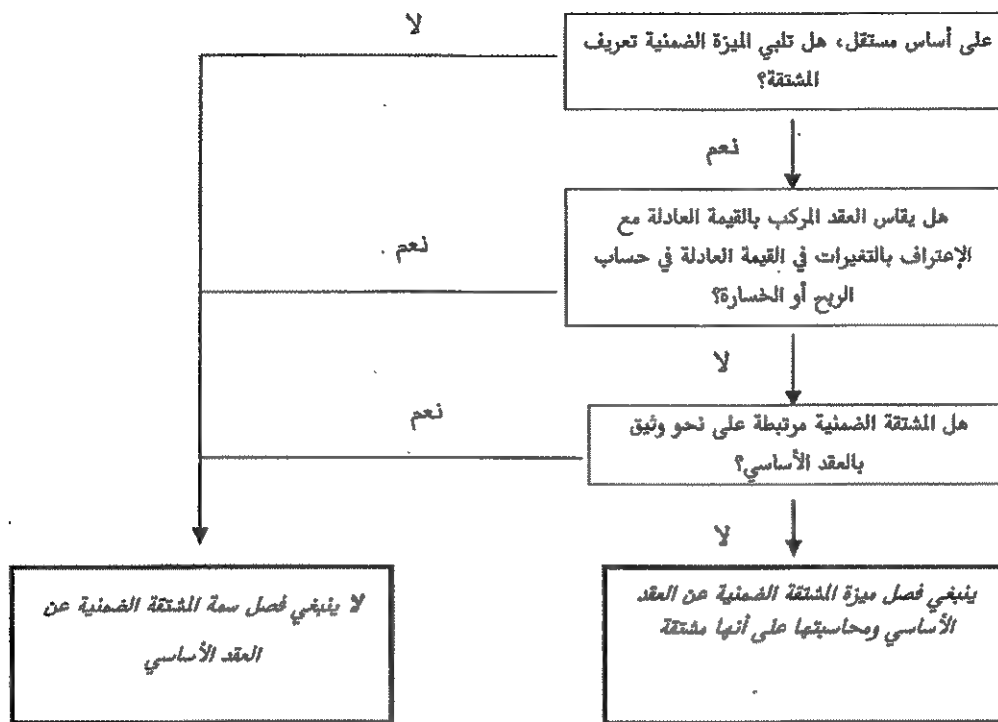 لا
على أساس مستقل، هل تلبي الميزة الضمنية تعريف
المشتقة؟
نعم
هل يقاس العقد المركب بالقيمة العادلة مع
الإعتراف بالتغيرات في القيمة العادلة في حساب
الربح أو الخسارة؟
نعم
لا
هل المشتقة الضمنية مرتبطة على نحو وثيق
بالعقد الأساسي؟
نعم
لا
ينبغي فصل ميزة المشتقة الضمنية عن العقد
الأساسي ومحاسبتها على أنها مشتقة
لا ينبغي فصل سمة المشتقة الضمنية عن
العقد الأساسي